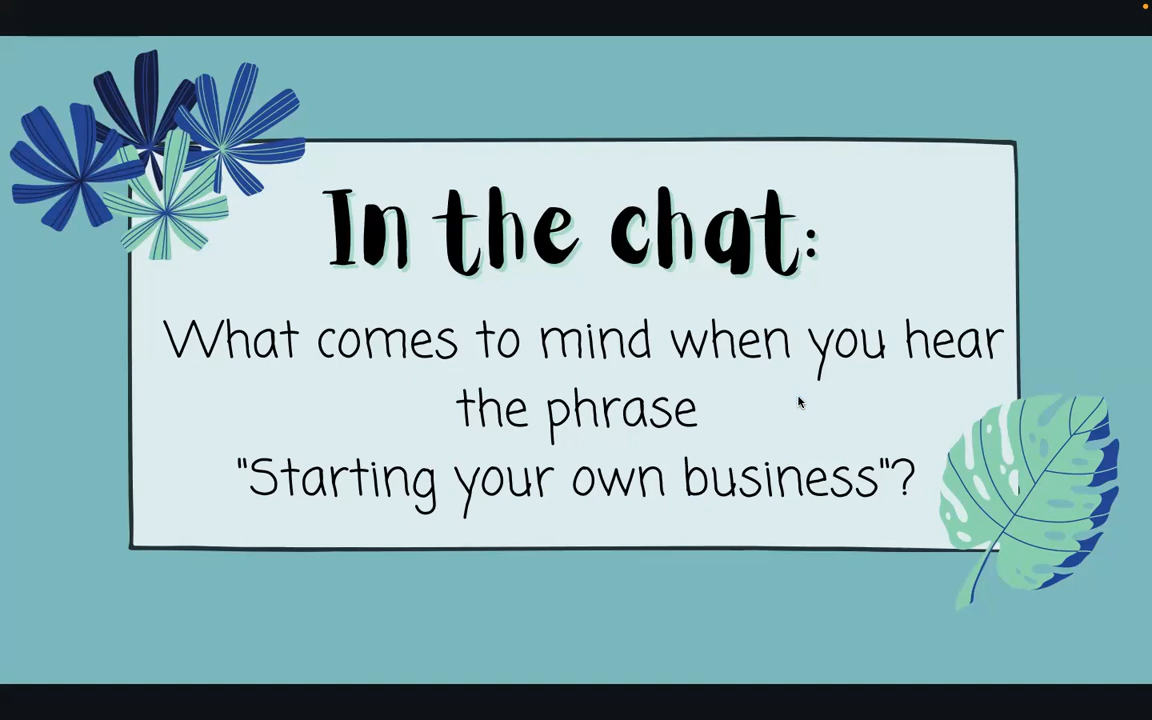 In the chat:
What comes to mind when you hear
the phrase
"Starting your own business"?